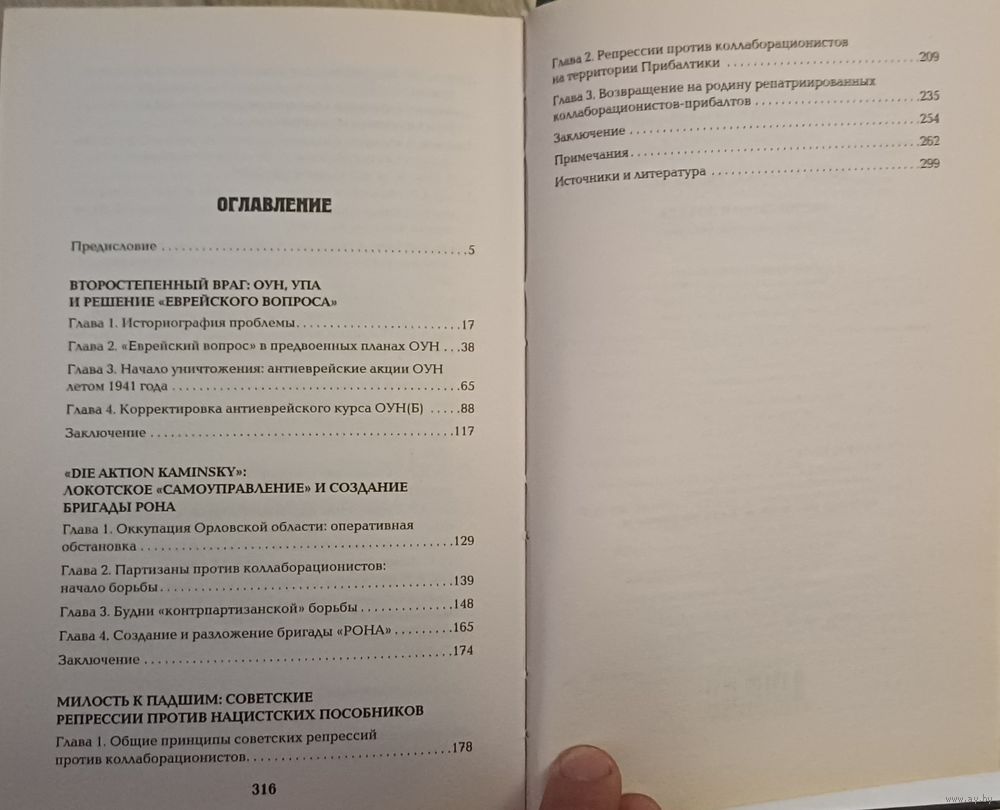 ОГЛАВЛЕНИЕ
Предисловие . . . . . . . . . . . . . . . . . . . . 5
ВТОРОСТЕПЕННЫЙ ВРАГ: ОУН, УПА
И РЕШЕНИЕ «ЕВРЕЙСКОГО ВОПРОСА»
Глава 1. Историография проблемы. . . . . . . . . . 17
Глава 2. «Еврейский вопрос» в предвоенных планах ОУН . . . 38
Глава 3. Начало уничтожения: антиеврейские акции ОУН
летом 1941 года . . . . . . . . . . . . . . . . . . . . 65
Глава 4. Корректировка антиеврейского курса ОУН(Б) . . . . . 88
Заключение . . . . . . . . . . . . . . . . . . . . 117
«DIE AKTION KAMINSKY»:
ЛОКОТСКОЕ «САМОУПРАВЛЕНИЕ» И СОЗДАНИЕ
БРИГАДЫ РОНА
Глава 1. Оккупация Орловской области: оперативная
обстановка . . . . . . . . . . . . . . . . . . . . 129
Глава 2. Партизаны против коллаборационистов:
начало борьбы . . . . . . . . . . . . . . . . . . . . 139
Глава 3. Будни «контрпартизанской» борьбы . . . . . . . . . . 148
Глава 4. Создание и разложение бригады «РОНА» . . . . . . . 165
Заключение . . . . . . . . . . . . . . . . . . . . 174
МИЛОСТЬ К ПАДШИМ: СОВЕТСКИЕ
РЕПРЕССИИ ПРОТИВ НАЦИСТСКИХ ПОСОБНИКОВ
Глава 1. Общие принципы советских репрессий
против коллаборационистов. . . . . . . . . . . . . . . 178
316
Глава 2. Репрессии против коллаборационистов
на территории Прибалтики . . . . . . . . . . . . . . . 209
Глава 3. Возвращение на родину репатриированных
коллаборационистов-прибалтов . . . . . . . . . . . . . . . 235
Заключение . . . . . . . . . . . . . . . . . . . . 254
Примечания. . . . . . . . . . . . . . . . . . . . 262
Источники и литература . . . . . . . . . . . . . . . 299
www.ay.by